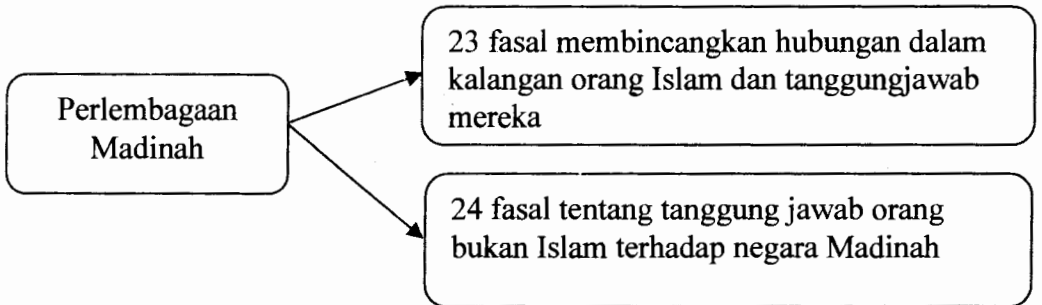 Perlembagaan
Madinah
23 fasal membincangkan hubungan dalam
kalangan orang Islam dan tanggungjawab
mereka
24 fasal tentang tanggung jawab orang
bukan Islam terhadap negara Madinah